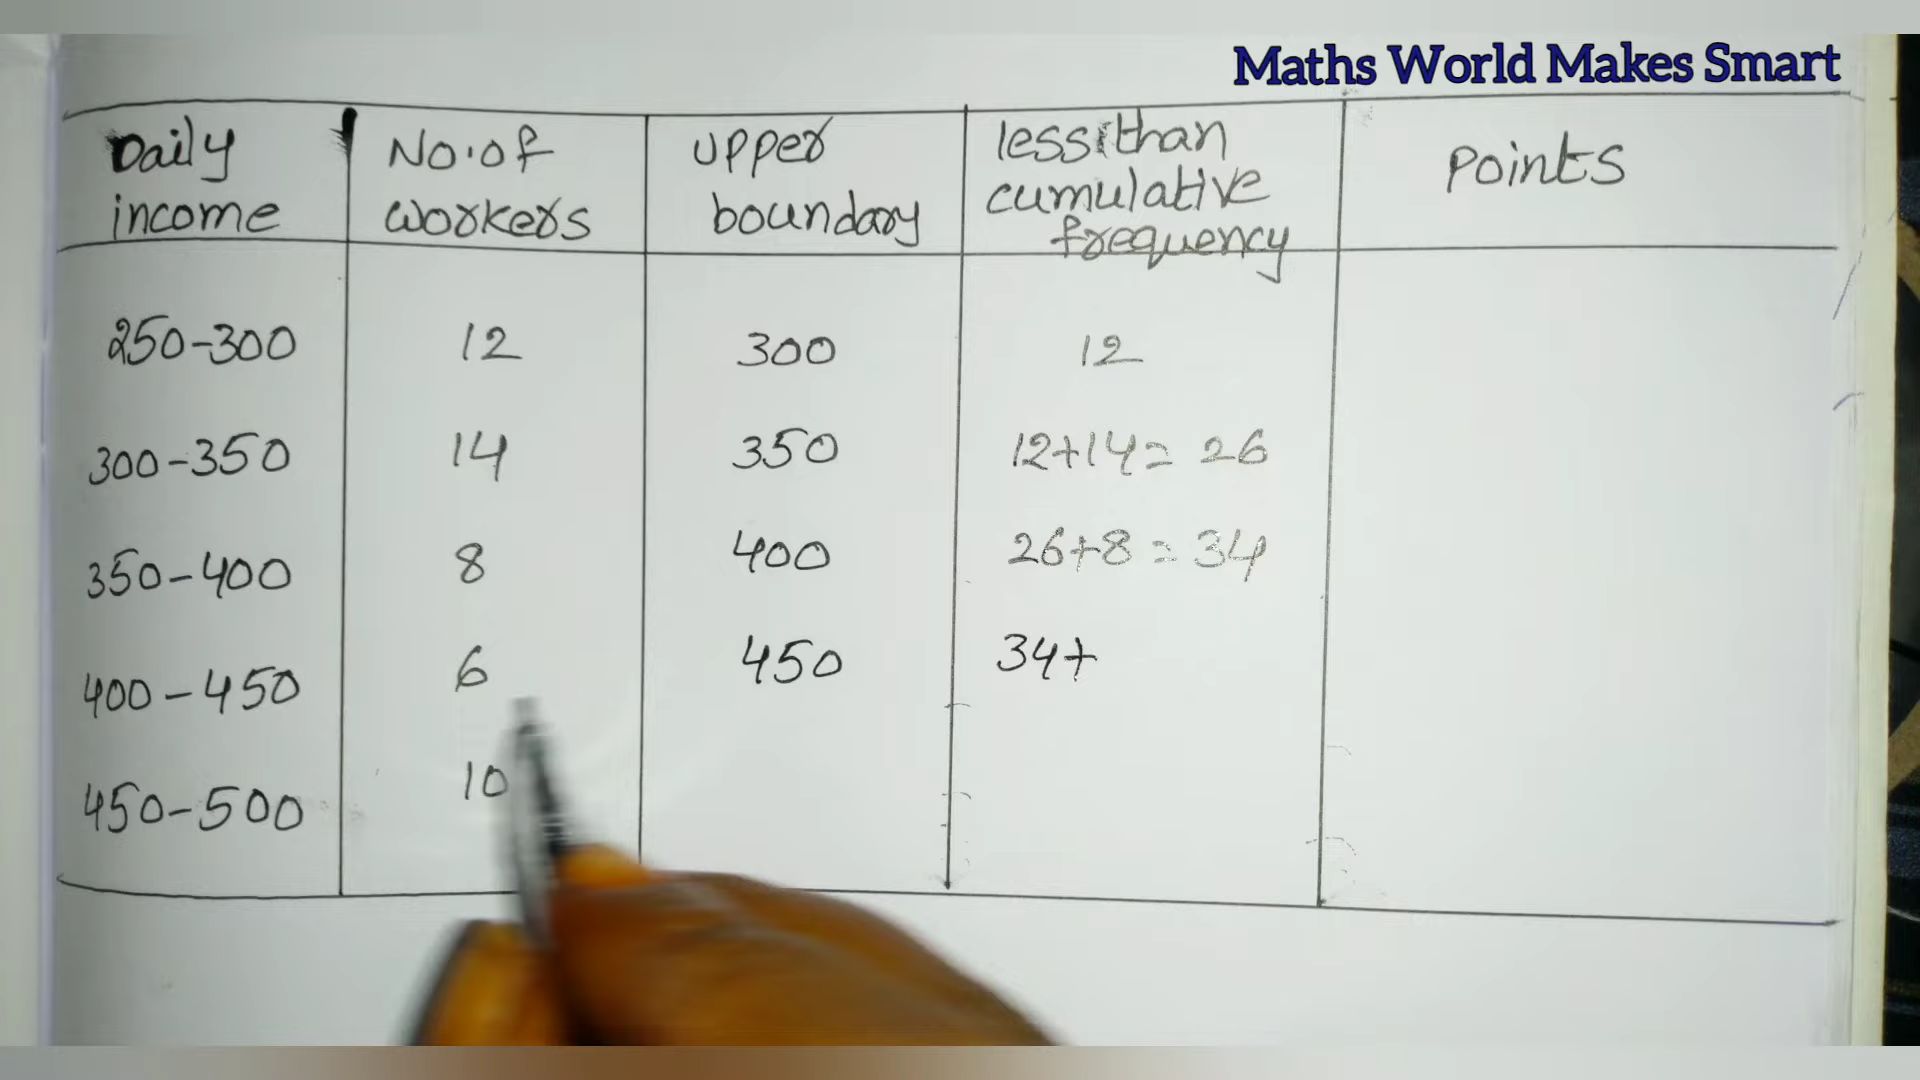 Maths World Makes Smart
Daily income
No. of workers
upper boundary
less than cumulative frequency
points
250-300 12 300 12
300-350 14 350 12+14= 26
350-400 8 400 26+8 = 34
400-450 6 450 34+
450-500 10